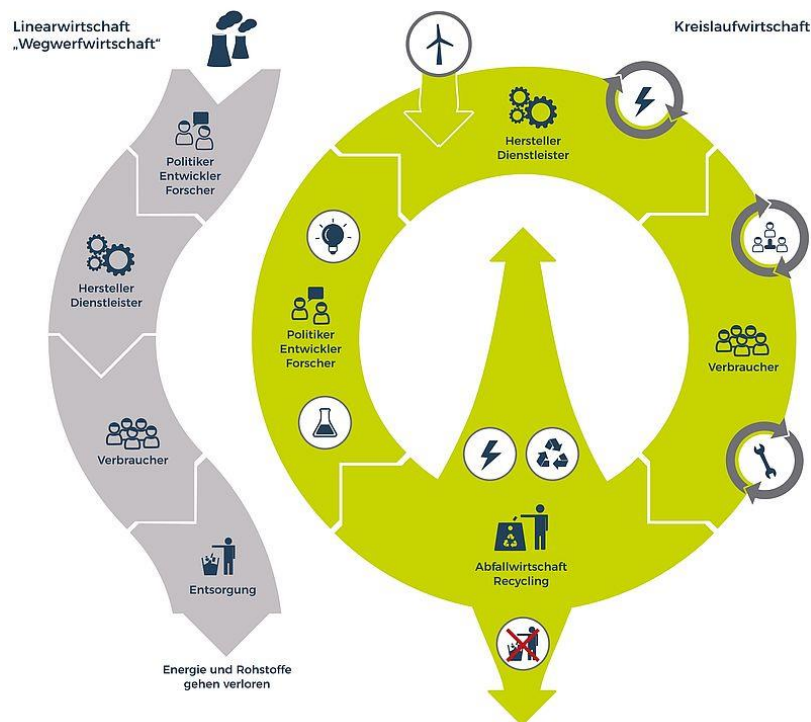 Linearwirtschaft
„Wegwerfwirtschaft“
Politiker
Entwickler
Forscher
Hersteller
Dienstleister
Verbraucher
Entsorgung
Energie und Rohstoffe
gehen verloren
Kreislaufwirtschaft
Hersteller
Dienstleister
Politiker
Entwickler
Forscher
Verbraucher
Abfallwirtschaft
Recycling